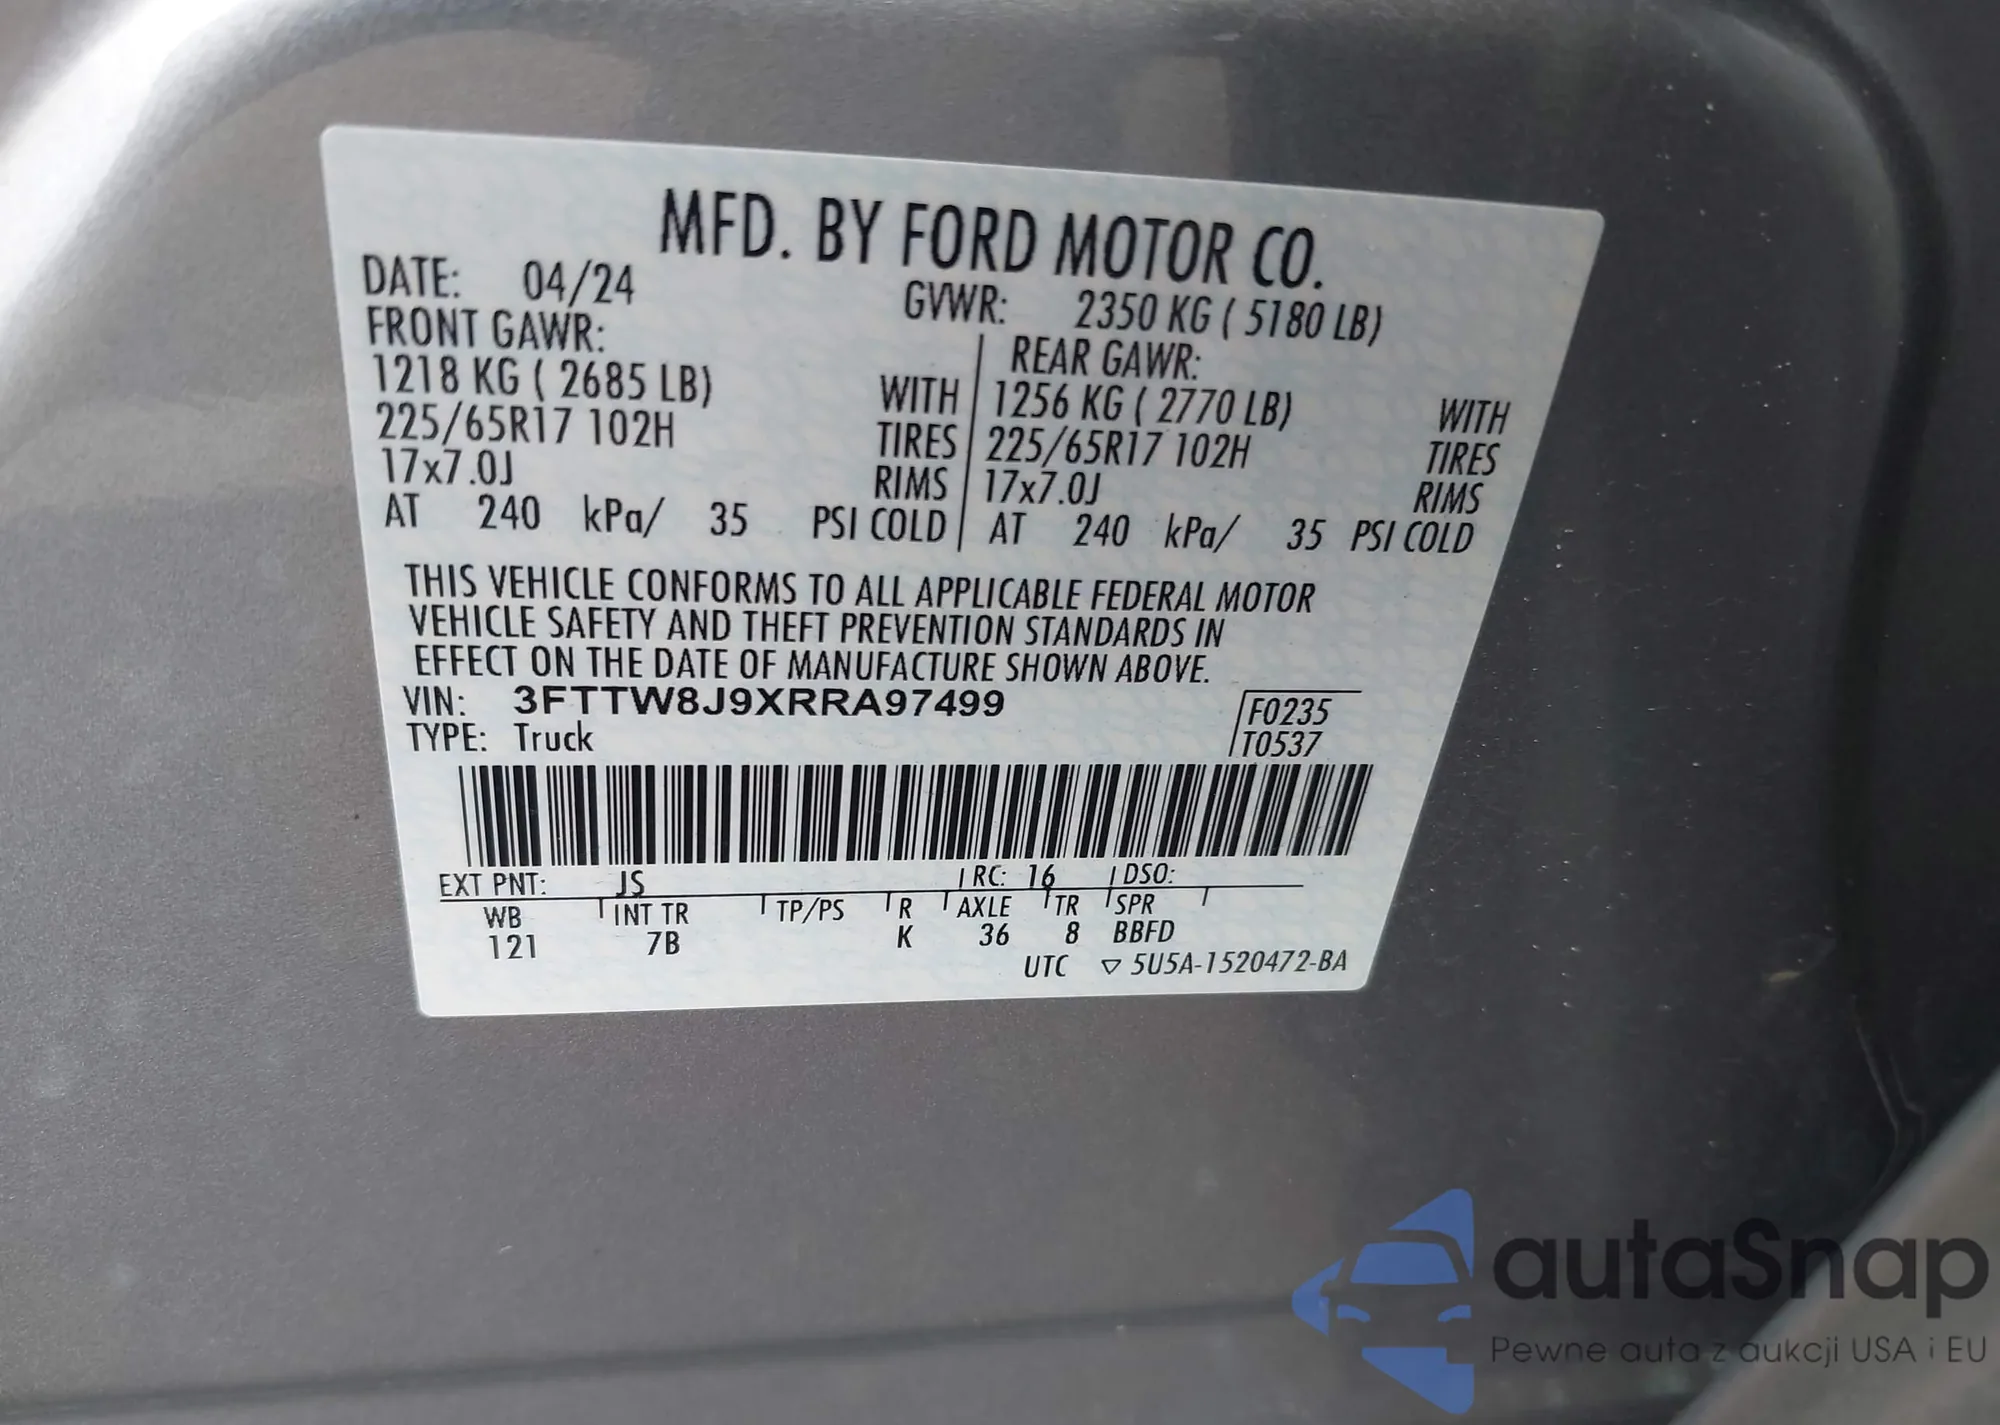 MFD. BY FORD MOTOR CO.
DATE: 04/24 GVWR: 2350 KG ( 5180 LB)
FRONT GAWR: REAR GAWR:
1218 KG ( 2685 LB) WITH 1256 KG ( 2770 LB) WITH
225/65R17 102H TIRES 225/65R17 102H TIRES
17x7.0J RIMS 17x7.0J RIMS
AT 240 kPa/ 35 PSI COLD AT 240 kPa/ 35 PSI COLD
THIS VEHICLE CONFORMS TO ALL APPLICABLE FEDERAL MOTOR
VEHICLE SAFETY AND THEFT PREVENTION STANDARDS IN
EFFECT ON THE DATE OF MANUFACTURE SHOWN ABOVE.
VIN: 3FTTW8J9XRRA97499 F0235
TYPE: Truck T0537
EXT PNT: JS RC: 16 DSO:
WB INT TR TP/PS R AXLE TR SPR
121 7B K 36 8 BBFD
UTC ▽ 5U5A-1520472-BA
autaSnap
Pewne auta z aukcji USA i EU